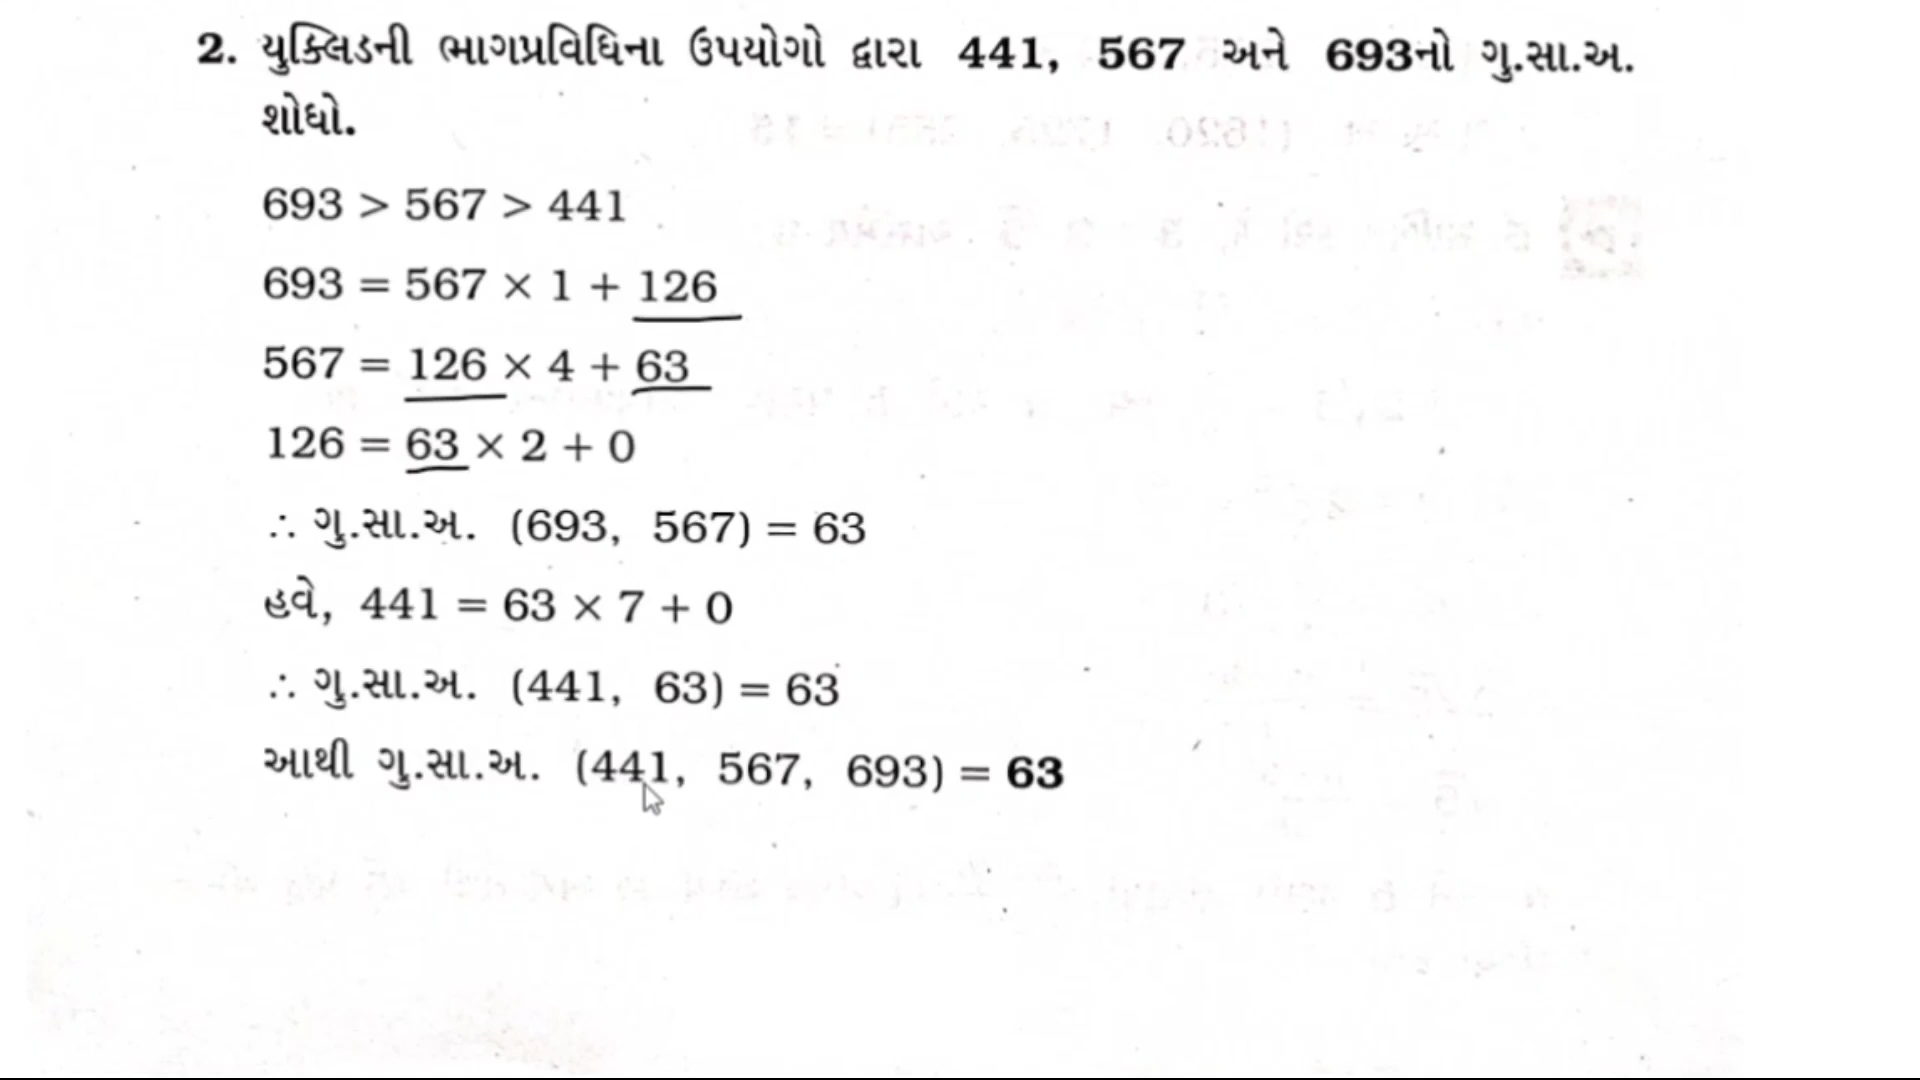 2. યુક્લિડની ભાગપ્રવિધિના ઉપયોગો દ્વારા 441, 567 અને 693નો ગુ.સા.અ.
શોધો.
693 > 567 > 441
693 = 567 × 1 + 126
567 = 126 × 4 + 63
126 = 63 × 2 + 0
∴ ગુ.સા.અ. (693, 567) = 63
હવે, 441 = 63 × 7 + 0
∴ ગુ.સા.અ. (441, 63) = 63
આથી ગુ.સા.અ. (441, 567, 693) = 63